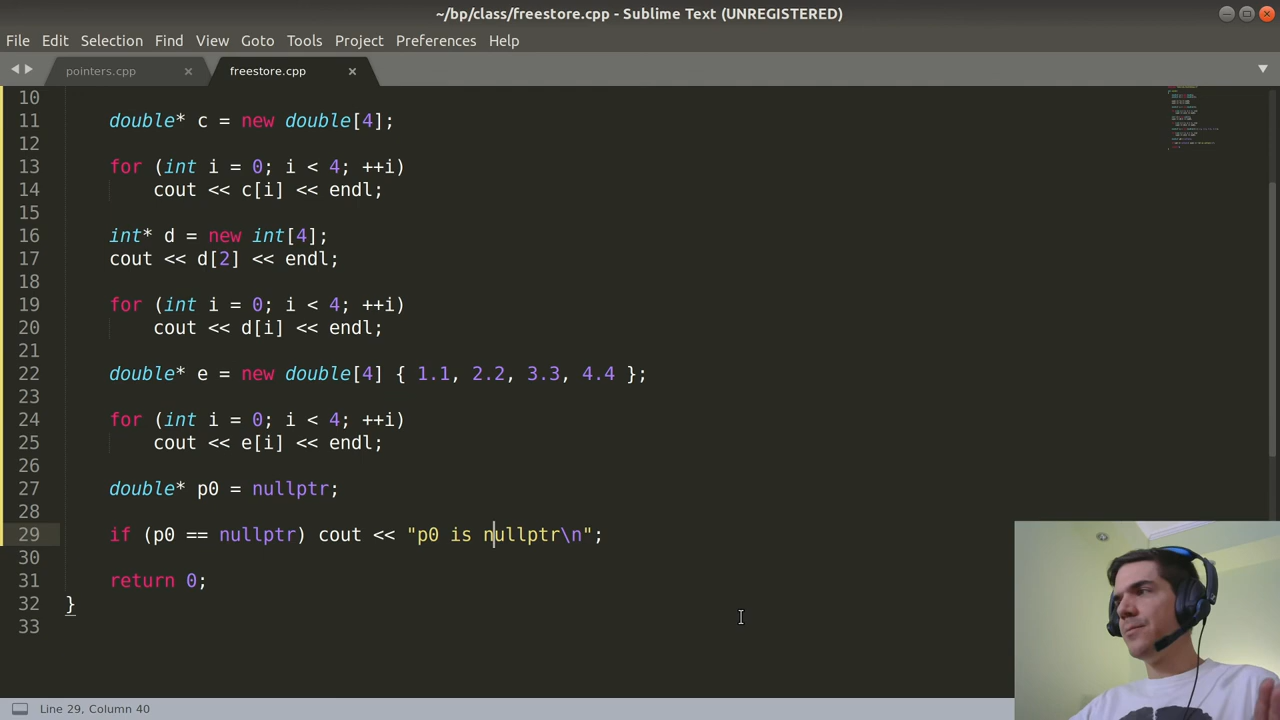 ~/bp/class/freestore.cpp - Sublime Text (UNREGISTERED)
File Edit Selection Find View Goto Tools Project Preferences Help
pointers.cpp × freestore.cpp ×
10
11 double* c = new double[4];
12
13 for (int i = 0; i < 4; ++i)
14 cout << c[i] << endl;
15
16 int* d = new int[4];
17 cout << d[2] << endl;
18
19 for (int i = 0; i < 4; ++i)
20 cout << d[i] << endl;
21
22 double* e = new double[4] { 1.1, 2.2, 3.3, 4.4 };
23
24 for (int i = 0; i < 4; ++i)
25 cout << e[i] << endl;
26
27 double* p0 = nullptr;
28
29 if (p0 == nullptr) cout << "p0 is nullptr\n";
30
31 return 0;
32 }
33
Line 29, Column 40